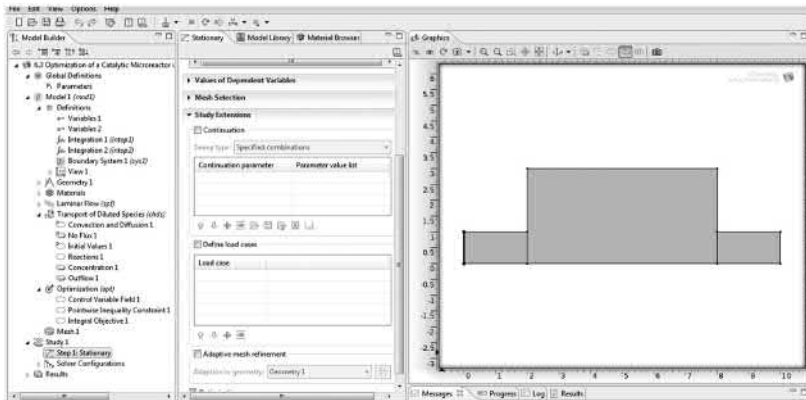 File Edit View Options Help
Model Builder
6.3 Optimization of a Catalytic Microreactor
Global Definitions
Parameters
Model 1 (mod1)
Definitions
Variables 1
Variables 2
Integration 1 (intop1)
Integration 2 (intop2)
Boundary System 1 (sys1)
View 1
Geometry 1
Materials
Laminar Flow (spf)
Transport of Diluted Species (chds)
Convection and Diffusion 1
No Flux 1
Initial Values 1
Reactions 1
Concentration 1
Outflow 1
Optimization (opt)
Control Variable Field 1
Pointwise Inequality Constraint 1
Integral Objective 1
Mesh 1
Study 1
Step 1: Stationary
Solver Configurations
Results
Stationary Model Library Material Browser
Values of Dependent Variables
Mesh Selection
Study Extensions
Continuation
Sweep type: Specified combinations
Continuation parameter Parameter value list
Define load cases
Load case
Adaptive mesh refinement
Adaption in geometry: Geometry 1
Graphics
6
5.5
5
4.5
4
3.5
3
2.5
2
1.5
1
0.5
0
-0.5
-1
-1.5
-2
-2.5
-3
0 1 2 3 4 5 6 7 8 9 10
Messages Progress Log Results